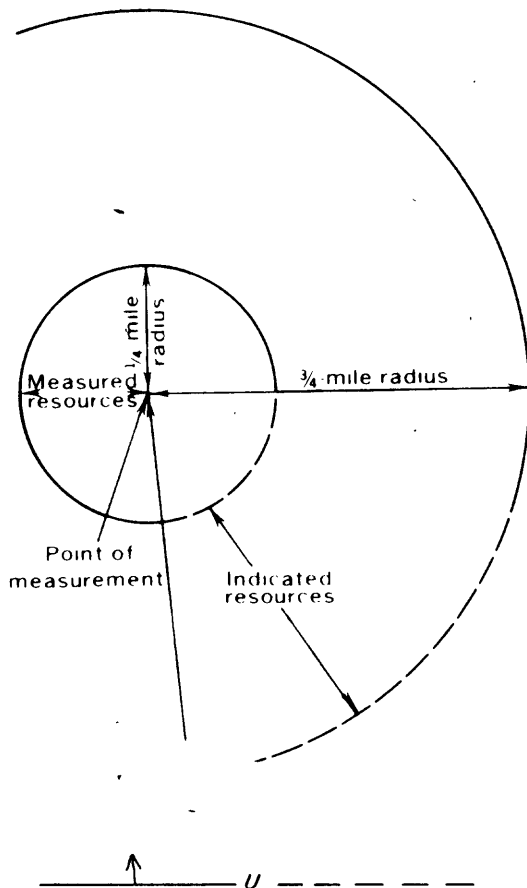 1/4 mile
radius
Measured
resources
3/4-mile radius
Point of
measurement
Indicated
resources
U